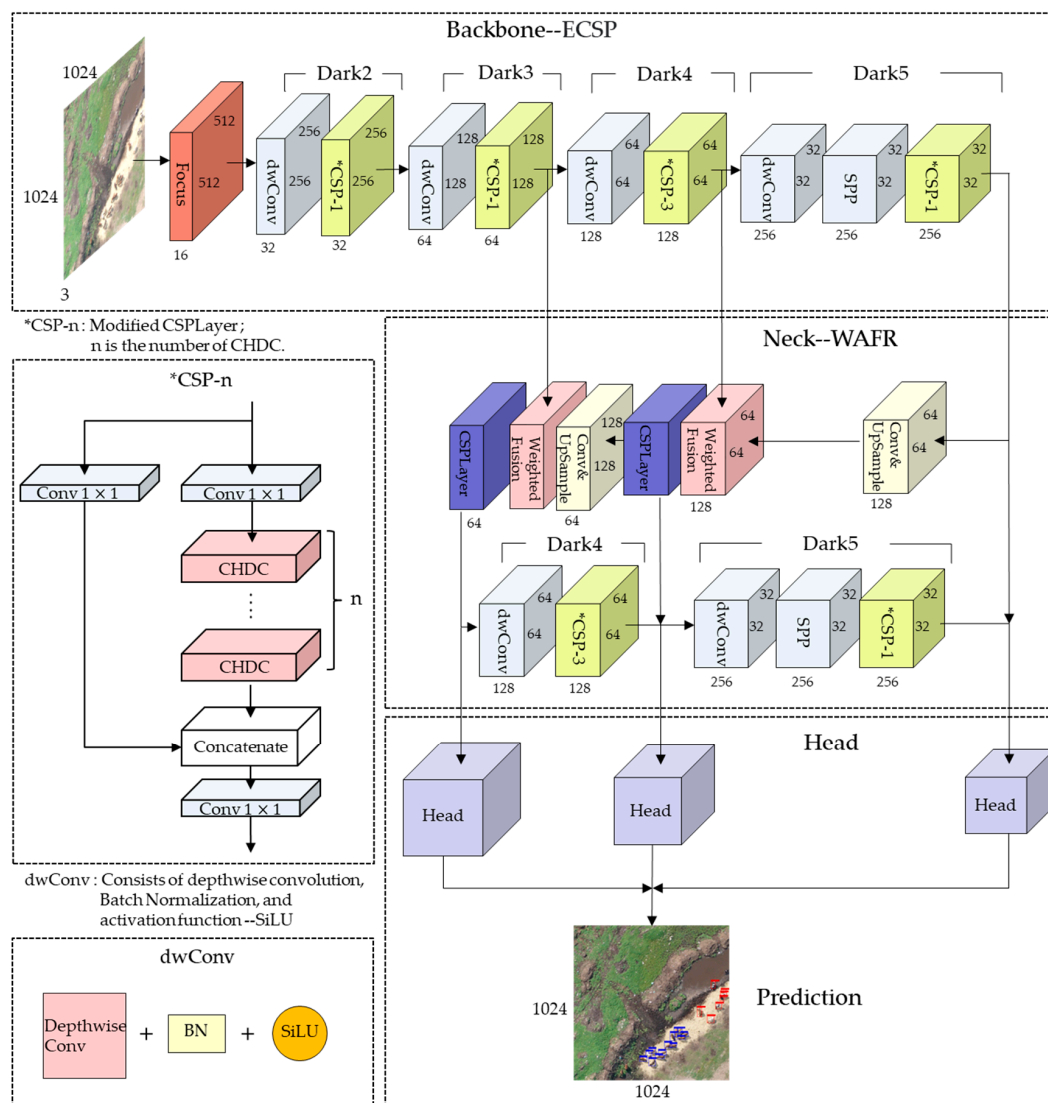 Backbone--ECSP
1024
1024
3
Focus
512
512
16
Dark2
dwConv
256
256
32
*CSP-1
256
256
32
Dark3
dwConv
128
128
64
*CSP-1
128
128
64
Dark4
dwConv
64
64
128
*CSP-3
64
64
128
Dark5
dwConv
32
32
256
SPP
32
32
256
*CSP-1
32
32
256
*CSP-n : Modified CSPLayer ;
n is the number of CHDC.
*CSP-n
Conv 1 × 1
Conv 1 × 1
CHDC
n
CHDC
Concatenate
Conv 1 × 1
dwConv : Consists of depthwise convolution,
Batch Normalization, and
activation function --SiLU
dwConv
Depthwise
Conv
+
BN
+
SiLU
Neck--WAFR
CSPLayer
64
Weighted
Fusion
Conv&
UpSample
128
128
64
CSPLayer
Weighted
Fusion
64
64
128
Conv&
UpSample
64
64
128
Dark4
dwConv
64
64
128
*CSP-3
64
64
128
Dark5
dwConv
32
32
256
SPP
32
32
256
*CSP-1
32
32
256
Head
Head
Head
Head
1024
1024
Prediction